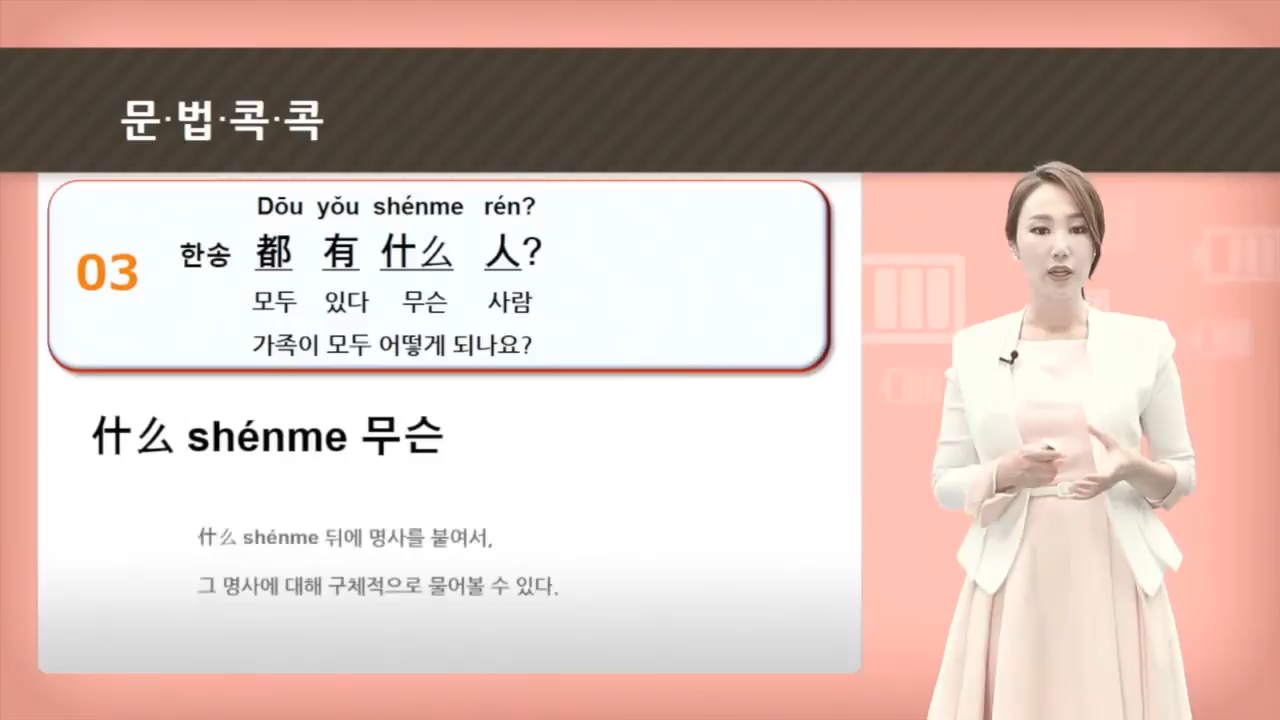 문·법·콕·콕
Dōu yǒu shénme rén?
03 한송 都 有 什么 人?
모두 있다 무슨 사람
가족이 모두 어떻게 되나요?
什么 shénme 무슨
什么 shénme 뒤에 명사를 붙여서,
그 명사에 대해 구체적으로 물어볼 수 있다.